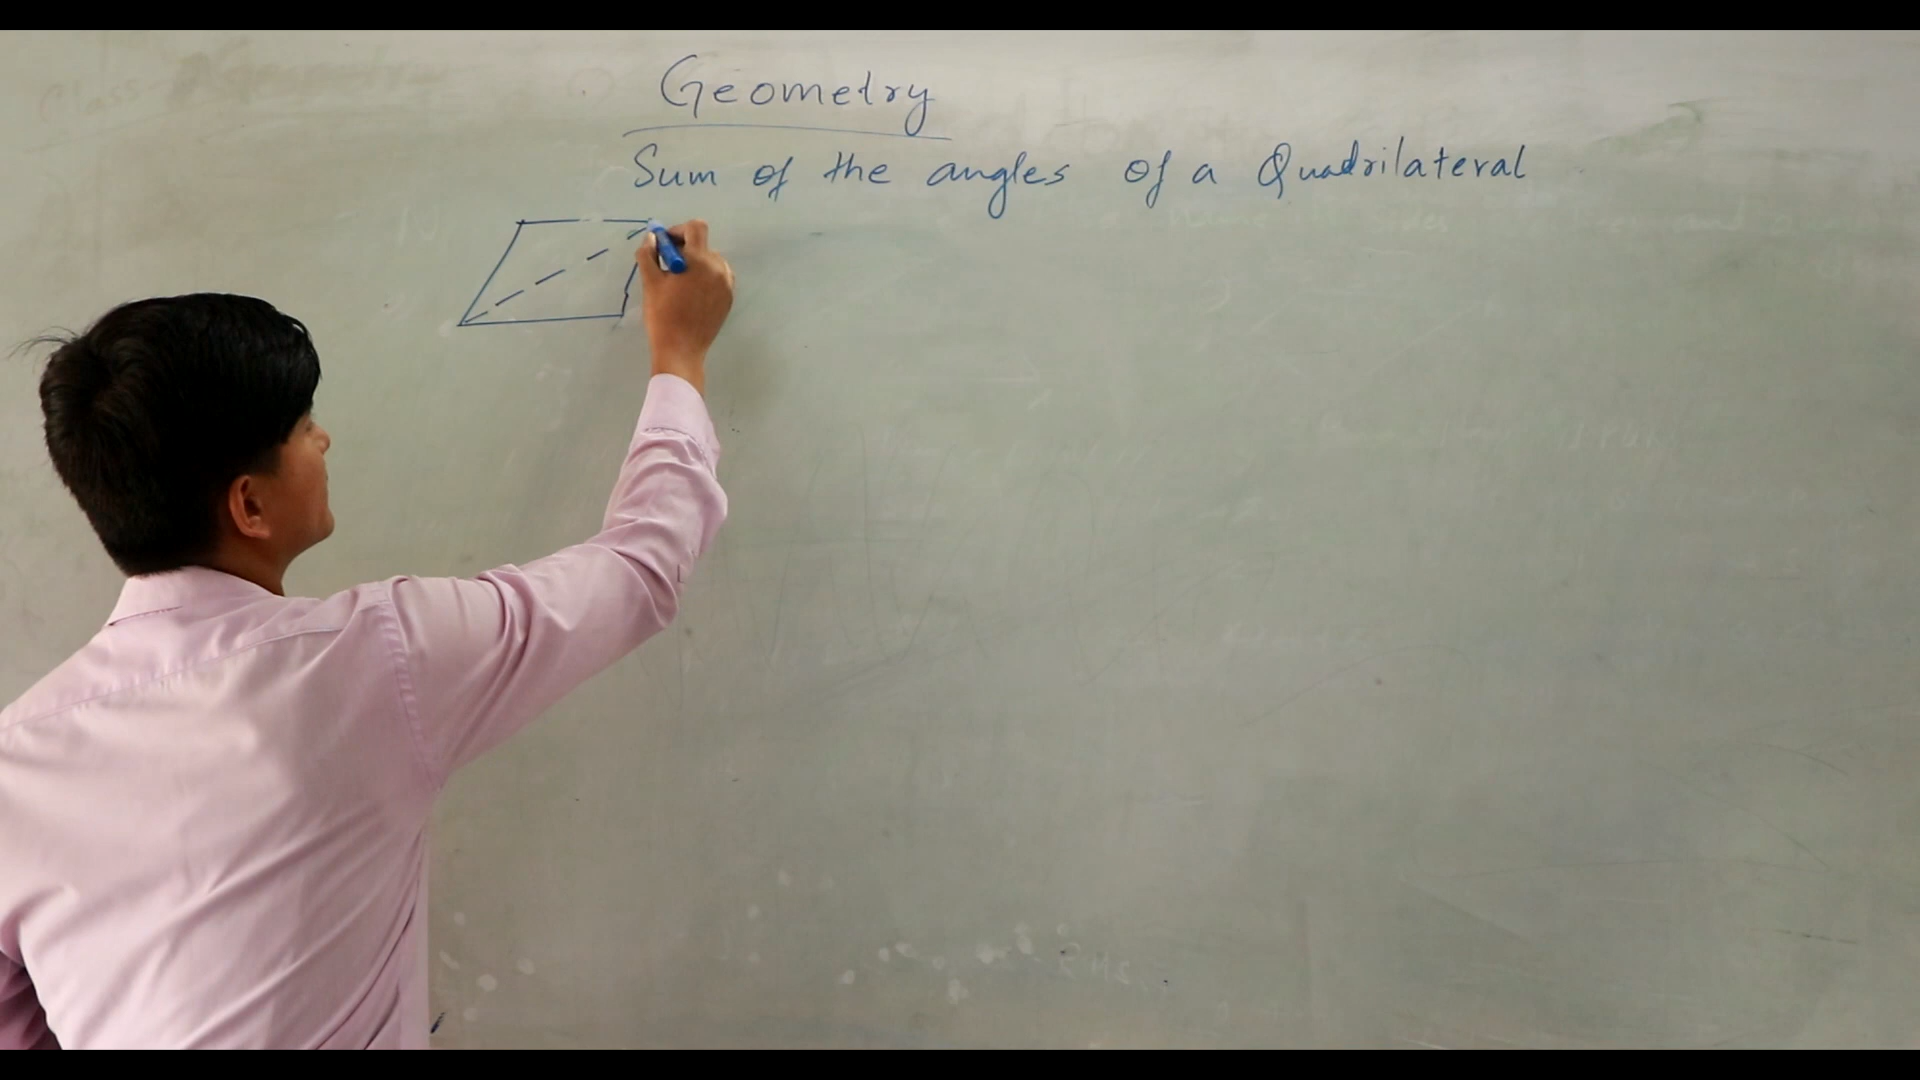 Geometry
Sum of the angles of a Quadrilateral